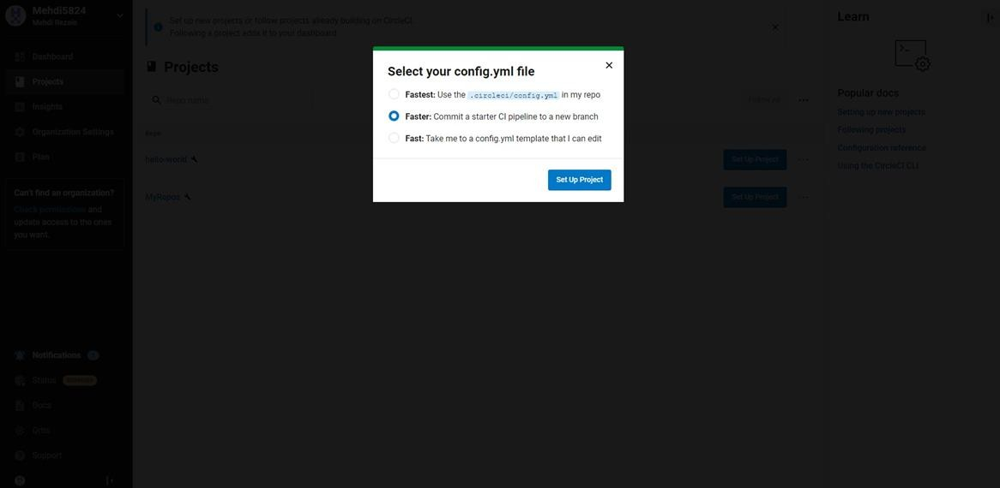 Mehdi5824
Mehdi Rezaie
Dashboard
Projects
Insights
Organization Settings
Plan
Can't find an organization?
Check permissions and
update access to the ones
you want.
Notifications
Status
Docs
Orbs
Support
Set up new projects or follow projects already building on CircleCI.
Following a project adds it to your dashboard.
Projects
Repo name
Follow All
Repo
hello-world
Set Up Project
MyRepos
Set Up Project
Select your config.yml file
Fastest: Use the .circleci/config.yml in my repo
Faster: Commit a starter CI pipeline to a new branch
Fast: Take me to a config.yml template that I can edit
Set Up Project
Learn
Popular docs
Setting up new projects
Following projects
Configuration reference
Using the CircleCI CLI